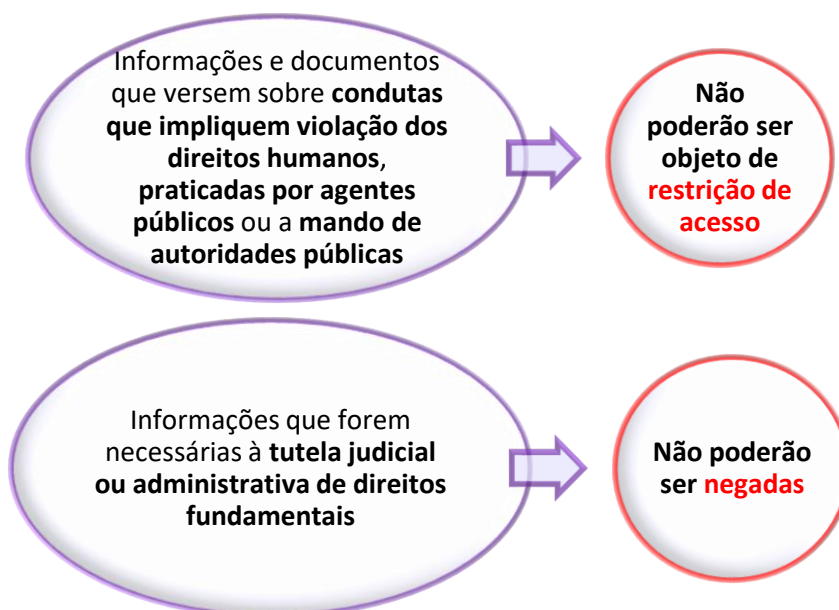 Informações e documentos
que versem sobre condutas
que impliquem violação dos
direitos humanos,
praticadas por agentes
públicos ou a mando de
autoridades públicas
Não
poderão ser
objeto de
restrição de
acesso
Informações que forem
necessárias à tutela judicial
ou administrativa de direitos
fundamentais
Não poderão
ser negadas